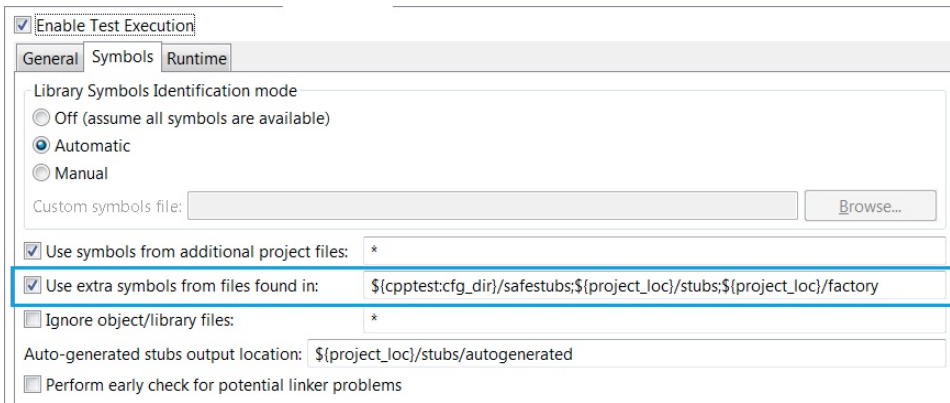 Enable Test Execution
General Symbols Runtime
Library Symbols Identification mode
Off (assume all symbols are available)
Automatic
Manual
Custom symbols file: Browse...
Use symbols from additional project files: *
Use extra symbols from files found in: ${cpptest:cfg_dir}/safestubs;${project_loc}/stubs;${project_loc}/factory
Ignore object/library files: *
Auto-generated stubs output location: ${project_loc}/stubs/autogenerated
Perform early check for potential linker problems